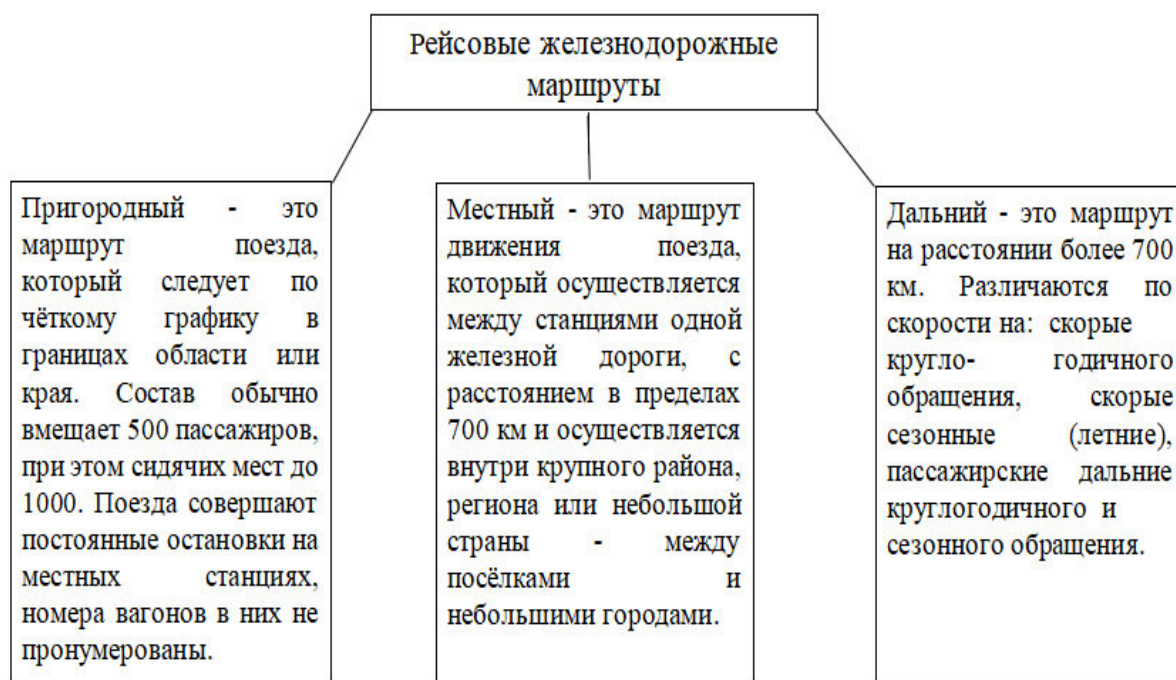 Рейсовые железнодорожные
маршруты
Пригородный - это
маршрут поезда,
который следует по
чёткому графику в
границах области или
края. Состав обычно
вмещает 500 пассажиров,
при этом сидячих мест до
1000. Поезда совершают
постоянные остановки на
местных станциях,
номера вагонов в них не
пронумерованы.
Местный - это маршрут
движения поезда,
который осуществляется
между станциями одной
железной дороги, с
расстоянием в пределах
700 км и осуществляется
внутри крупного района,
региона или небольшой
страны - между
посёлками и
небольшими городами.
Дальний - это маршрут
на расстоянии более 700
км. Различаются по
скорости на: скорые
кругло- годичного
обращения, скорые
сезонные (летние),
пассажирские дальние
круглогодичного и
сезонного обращения.